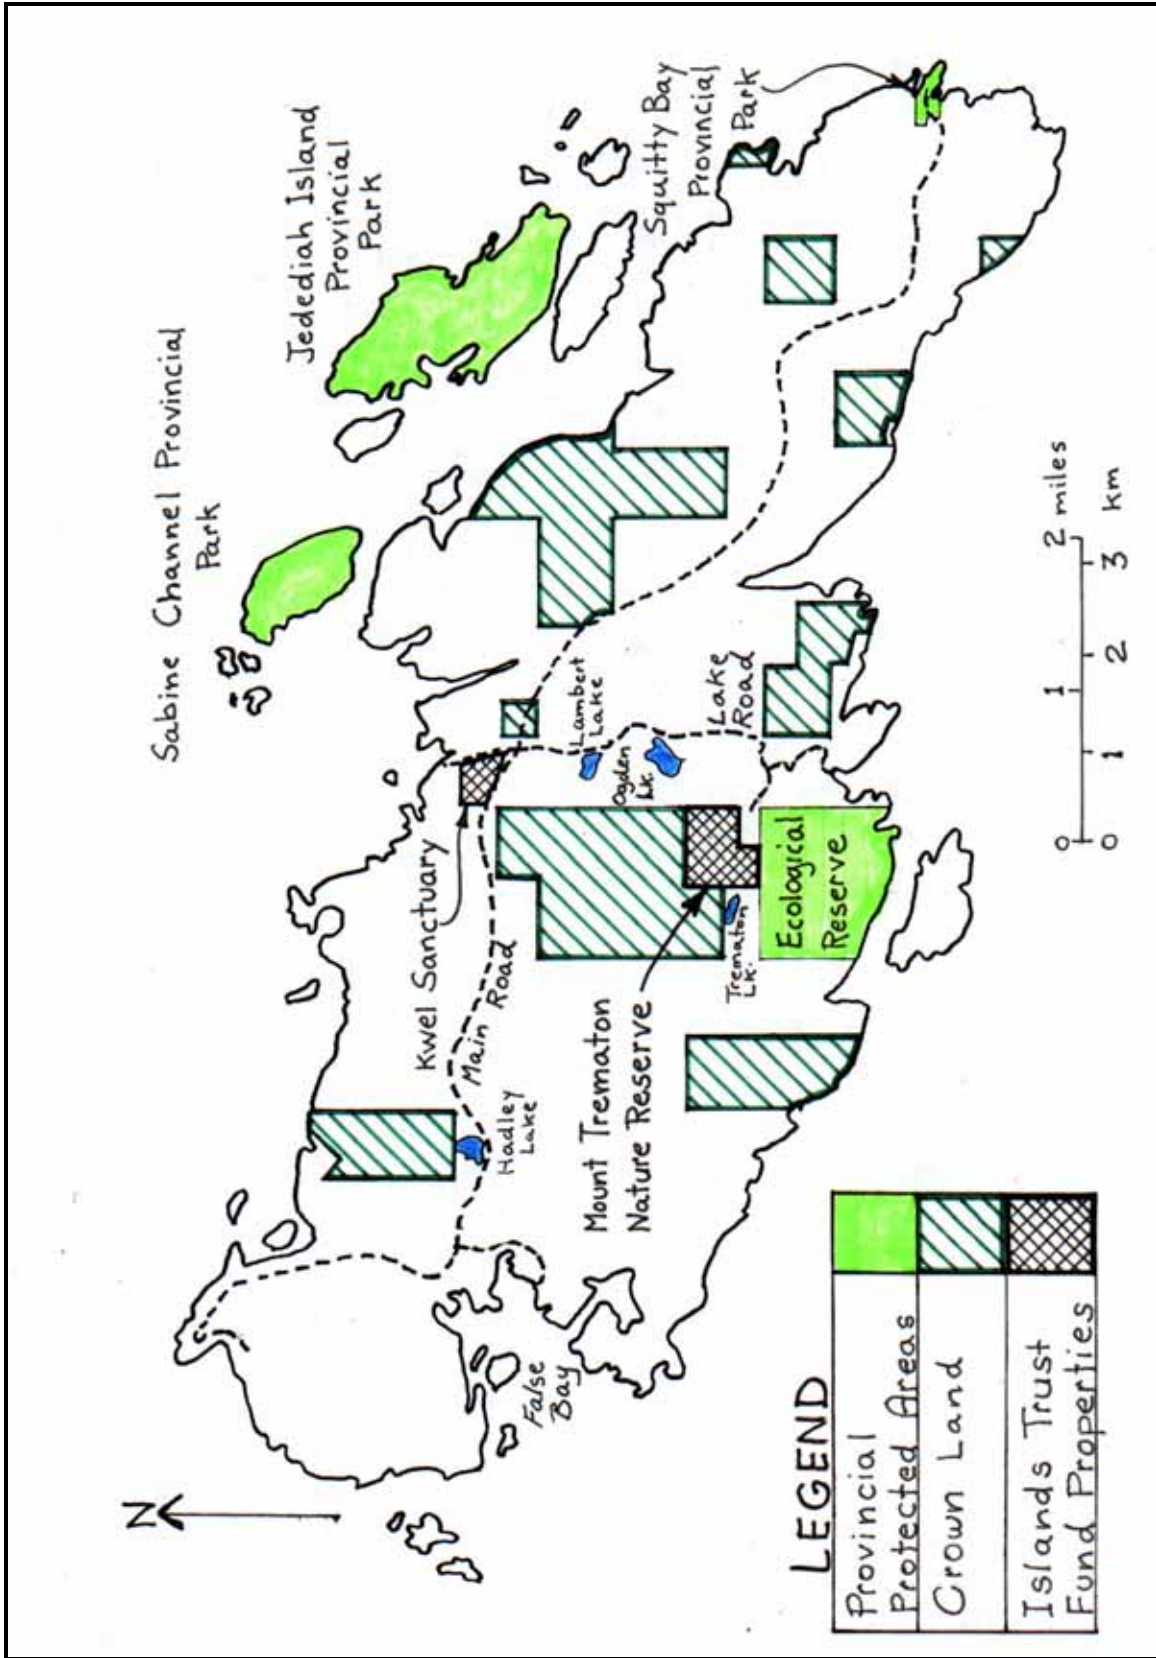 Sabine Channel Provincial
Park
Jedediah Island
Provincial
Park
Squitty Bay
Provincial
Park
Kwel Sanctuary
Main Road
Hadley
Lake
Lambert
Lake
Ogden
Lk.
Lake
Road
Trematon
Lk.
Mount Trematon
Nature Reserve
Ecological
Reserve
False
Bay
N
0 1 2 miles
0 1 2 3 km
LEGEND
Provincial
Protected Areas
Crown Land
Islands Trust
Fund Properties